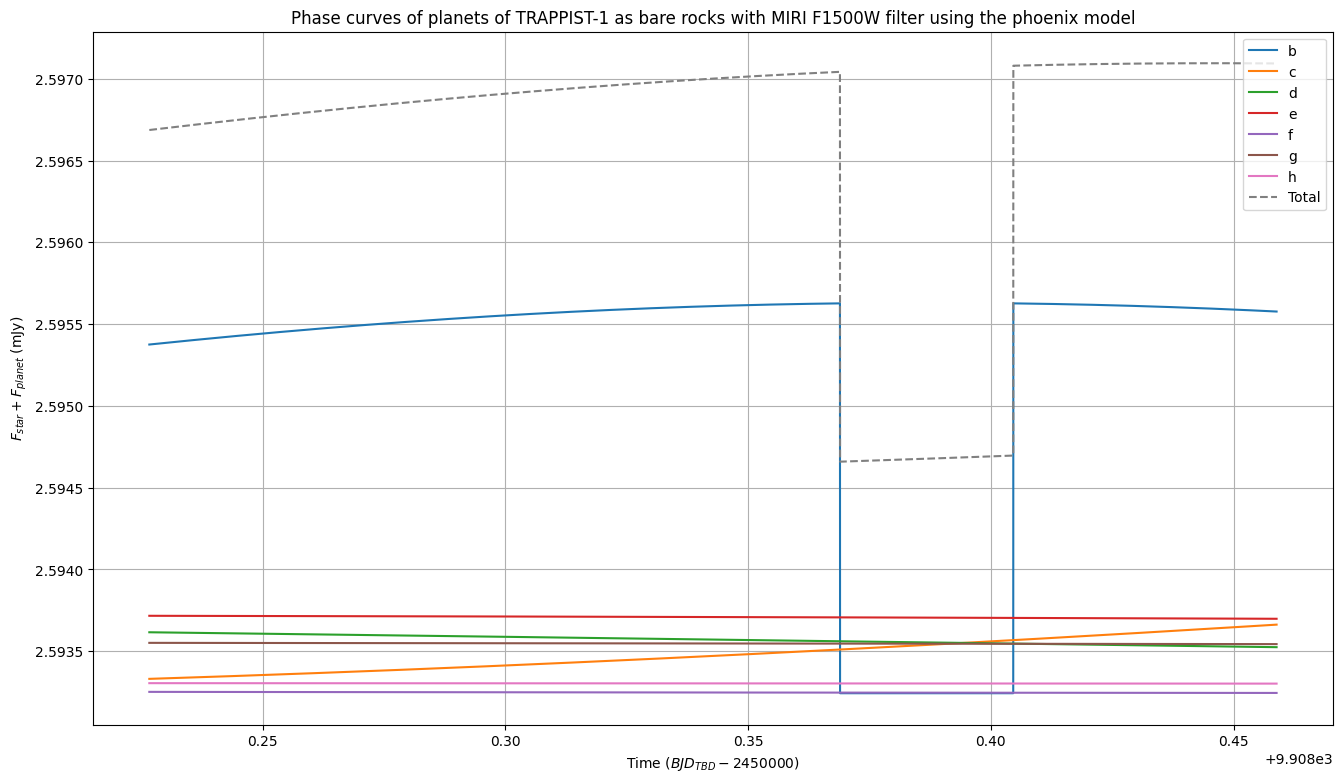 Phase curves of planets of TRAPPIST-1 as bare rocks with MIRI F1500W filter using the phoenix model
2.5970
2.5965
2.5960
2.5955
2.5950
2.5945
2.5940
2.5935
F_star + F_planet (mJy)
b
c
d
e
f
g
h
Total
0.25
0.30
0.35
0.40
0.45
+9.908e3
Time (BJD_TBD − 2450000)